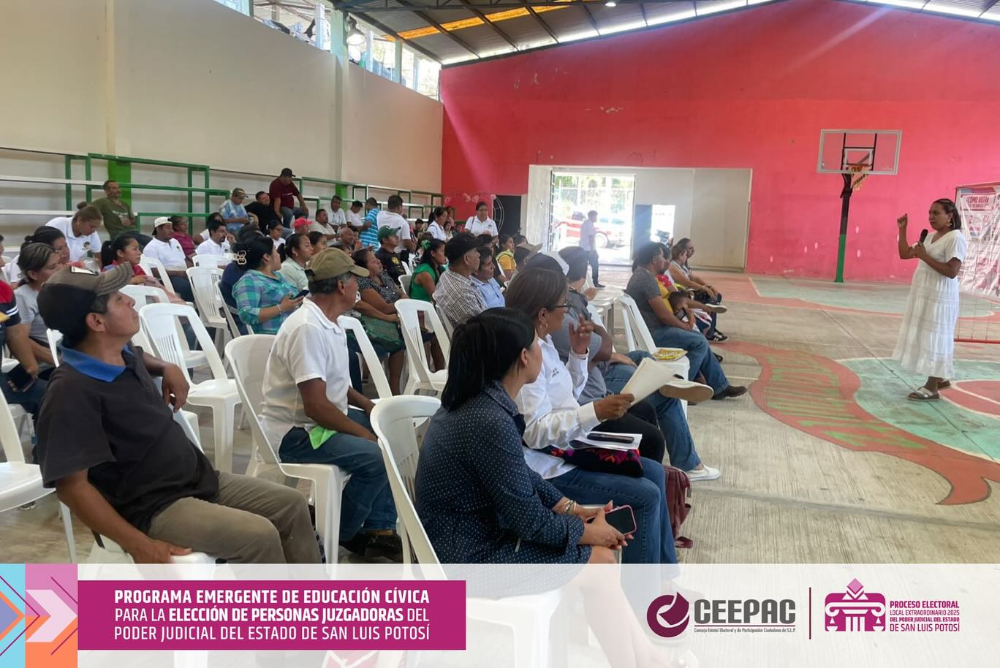 ¿CÓMO VOTAR
PROGRAMA EMERGENTE DE EDUCACIÓN CÍVICA
PARA LA ELECCIÓN DE PERSONAS JUZGADORAS DEL
PODER JUDICIAL DEL ESTADO DE SAN LUIS POTOSÍ
CEEPAC
Consejo Estatal Electoral y de Participación Ciudadana de S.L.P.
PROCESO ELECTORAL
LOCAL EXTRAORDINARIO 2025
DEL PODER JUDICIAL DEL ESTADO
DE SAN LUIS POTOSÍ